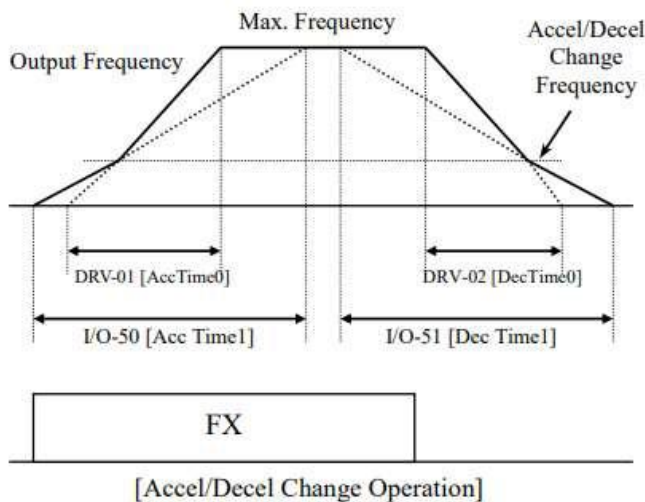 Max. Frequency
Output Frequency
Accel/Decel
Change
Frequency
DRV-01 [AccTime0]
DRV-02 [DecTime0]
I/O-50 [Acc Time1]
I/O-51 [Dec Time1]
FX
[Accel/Decel Change Operation]